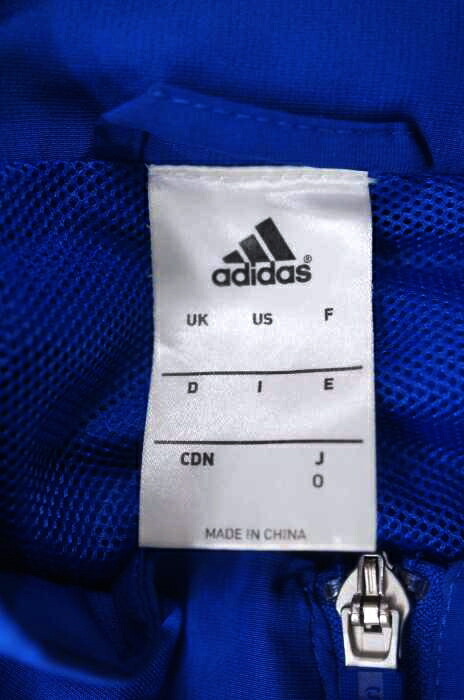 adidas®
UK US F
D I E
CDN J
O
MADE IN CHINA